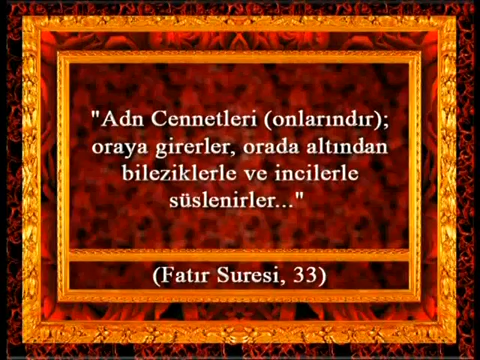 "Adn Cennetleri (onlarındır);
oraya girerler, orada altından
bileziklerle ve incilerle
süslenirler..."
(Fatır Suresi, 33)